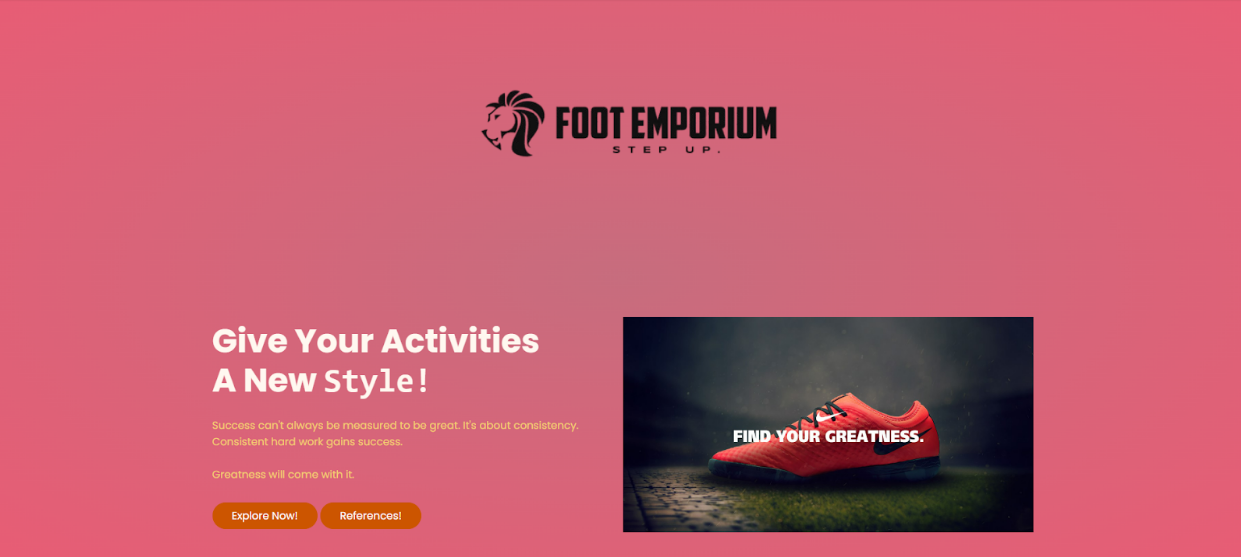 FOOT EMPORIUM
STEP UP.
Give Your Activities
A New Style!
Success can't always be measured to be great. It's about consistency.
Consistent hard work gains success.
Greatness will come with it.
Explore Now! References!
FIND YOUR GREATNESS.